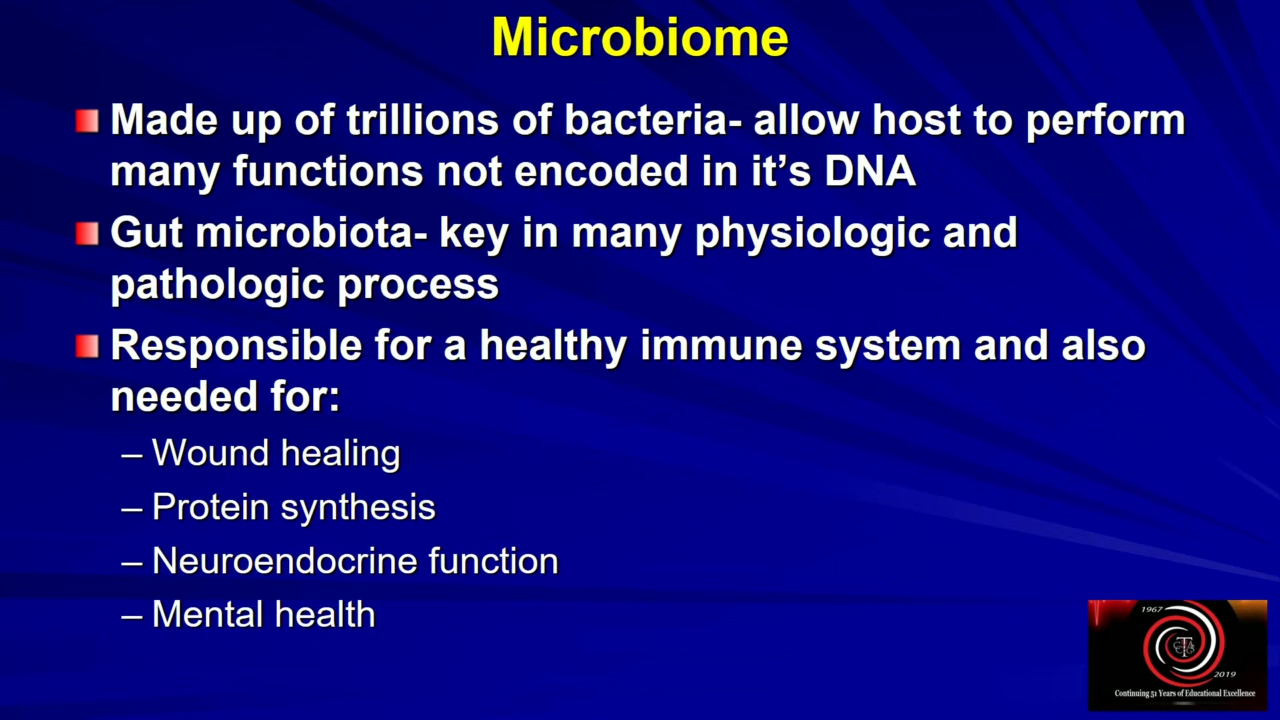 Microbiome
Made up of trillions of bacteria- allow host to perform
many functions not encoded in it’s DNA
Gut microbiota- key in many physiologic and
pathologic process
Responsible for a healthy immune system and also
needed for:
– Wound healing
– Protein synthesis
– Neuroendocrine function
– Mental health
1967
2019
Continuing 51 Years of Educational Excellence